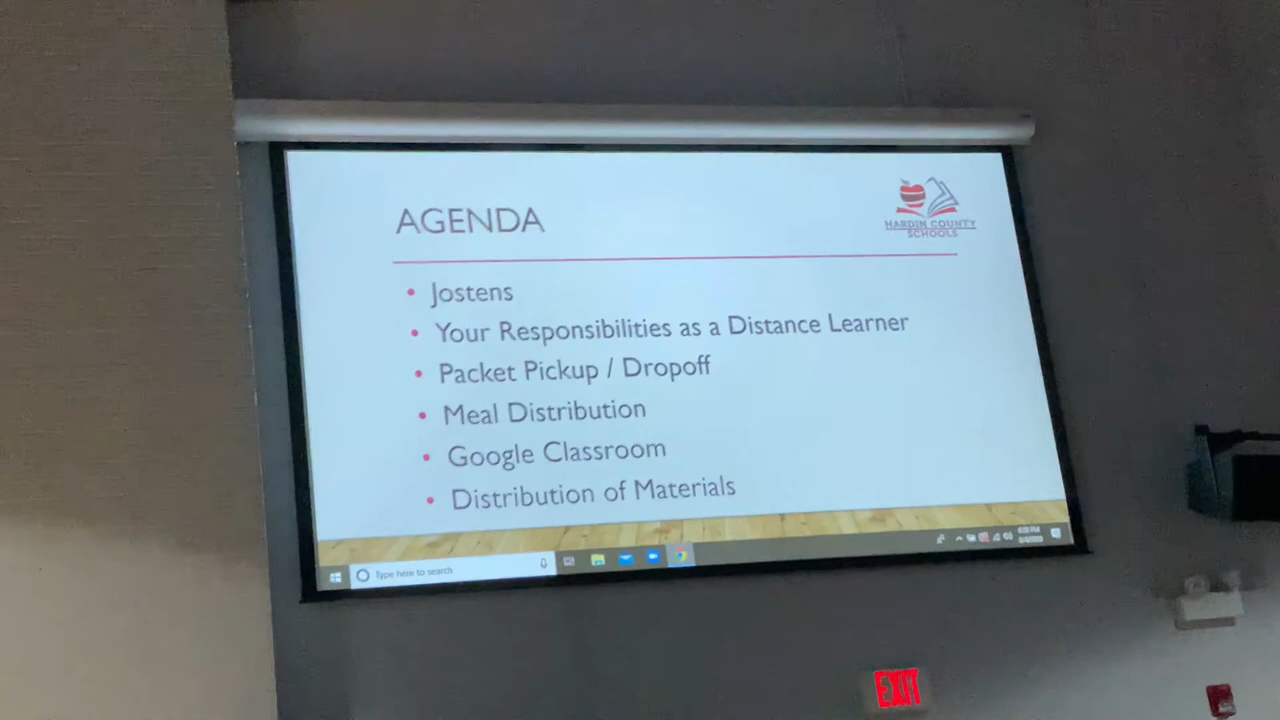 HARDIN COUNTY
SCHOOLS
AGENDA
• Jostens
• Your Responsibilities as a Distance Learner
• Packet Pickup / Dropoff
• Meal Distribution
• Google Classroom
• Distribution of Materials
Type here to search
EXIT